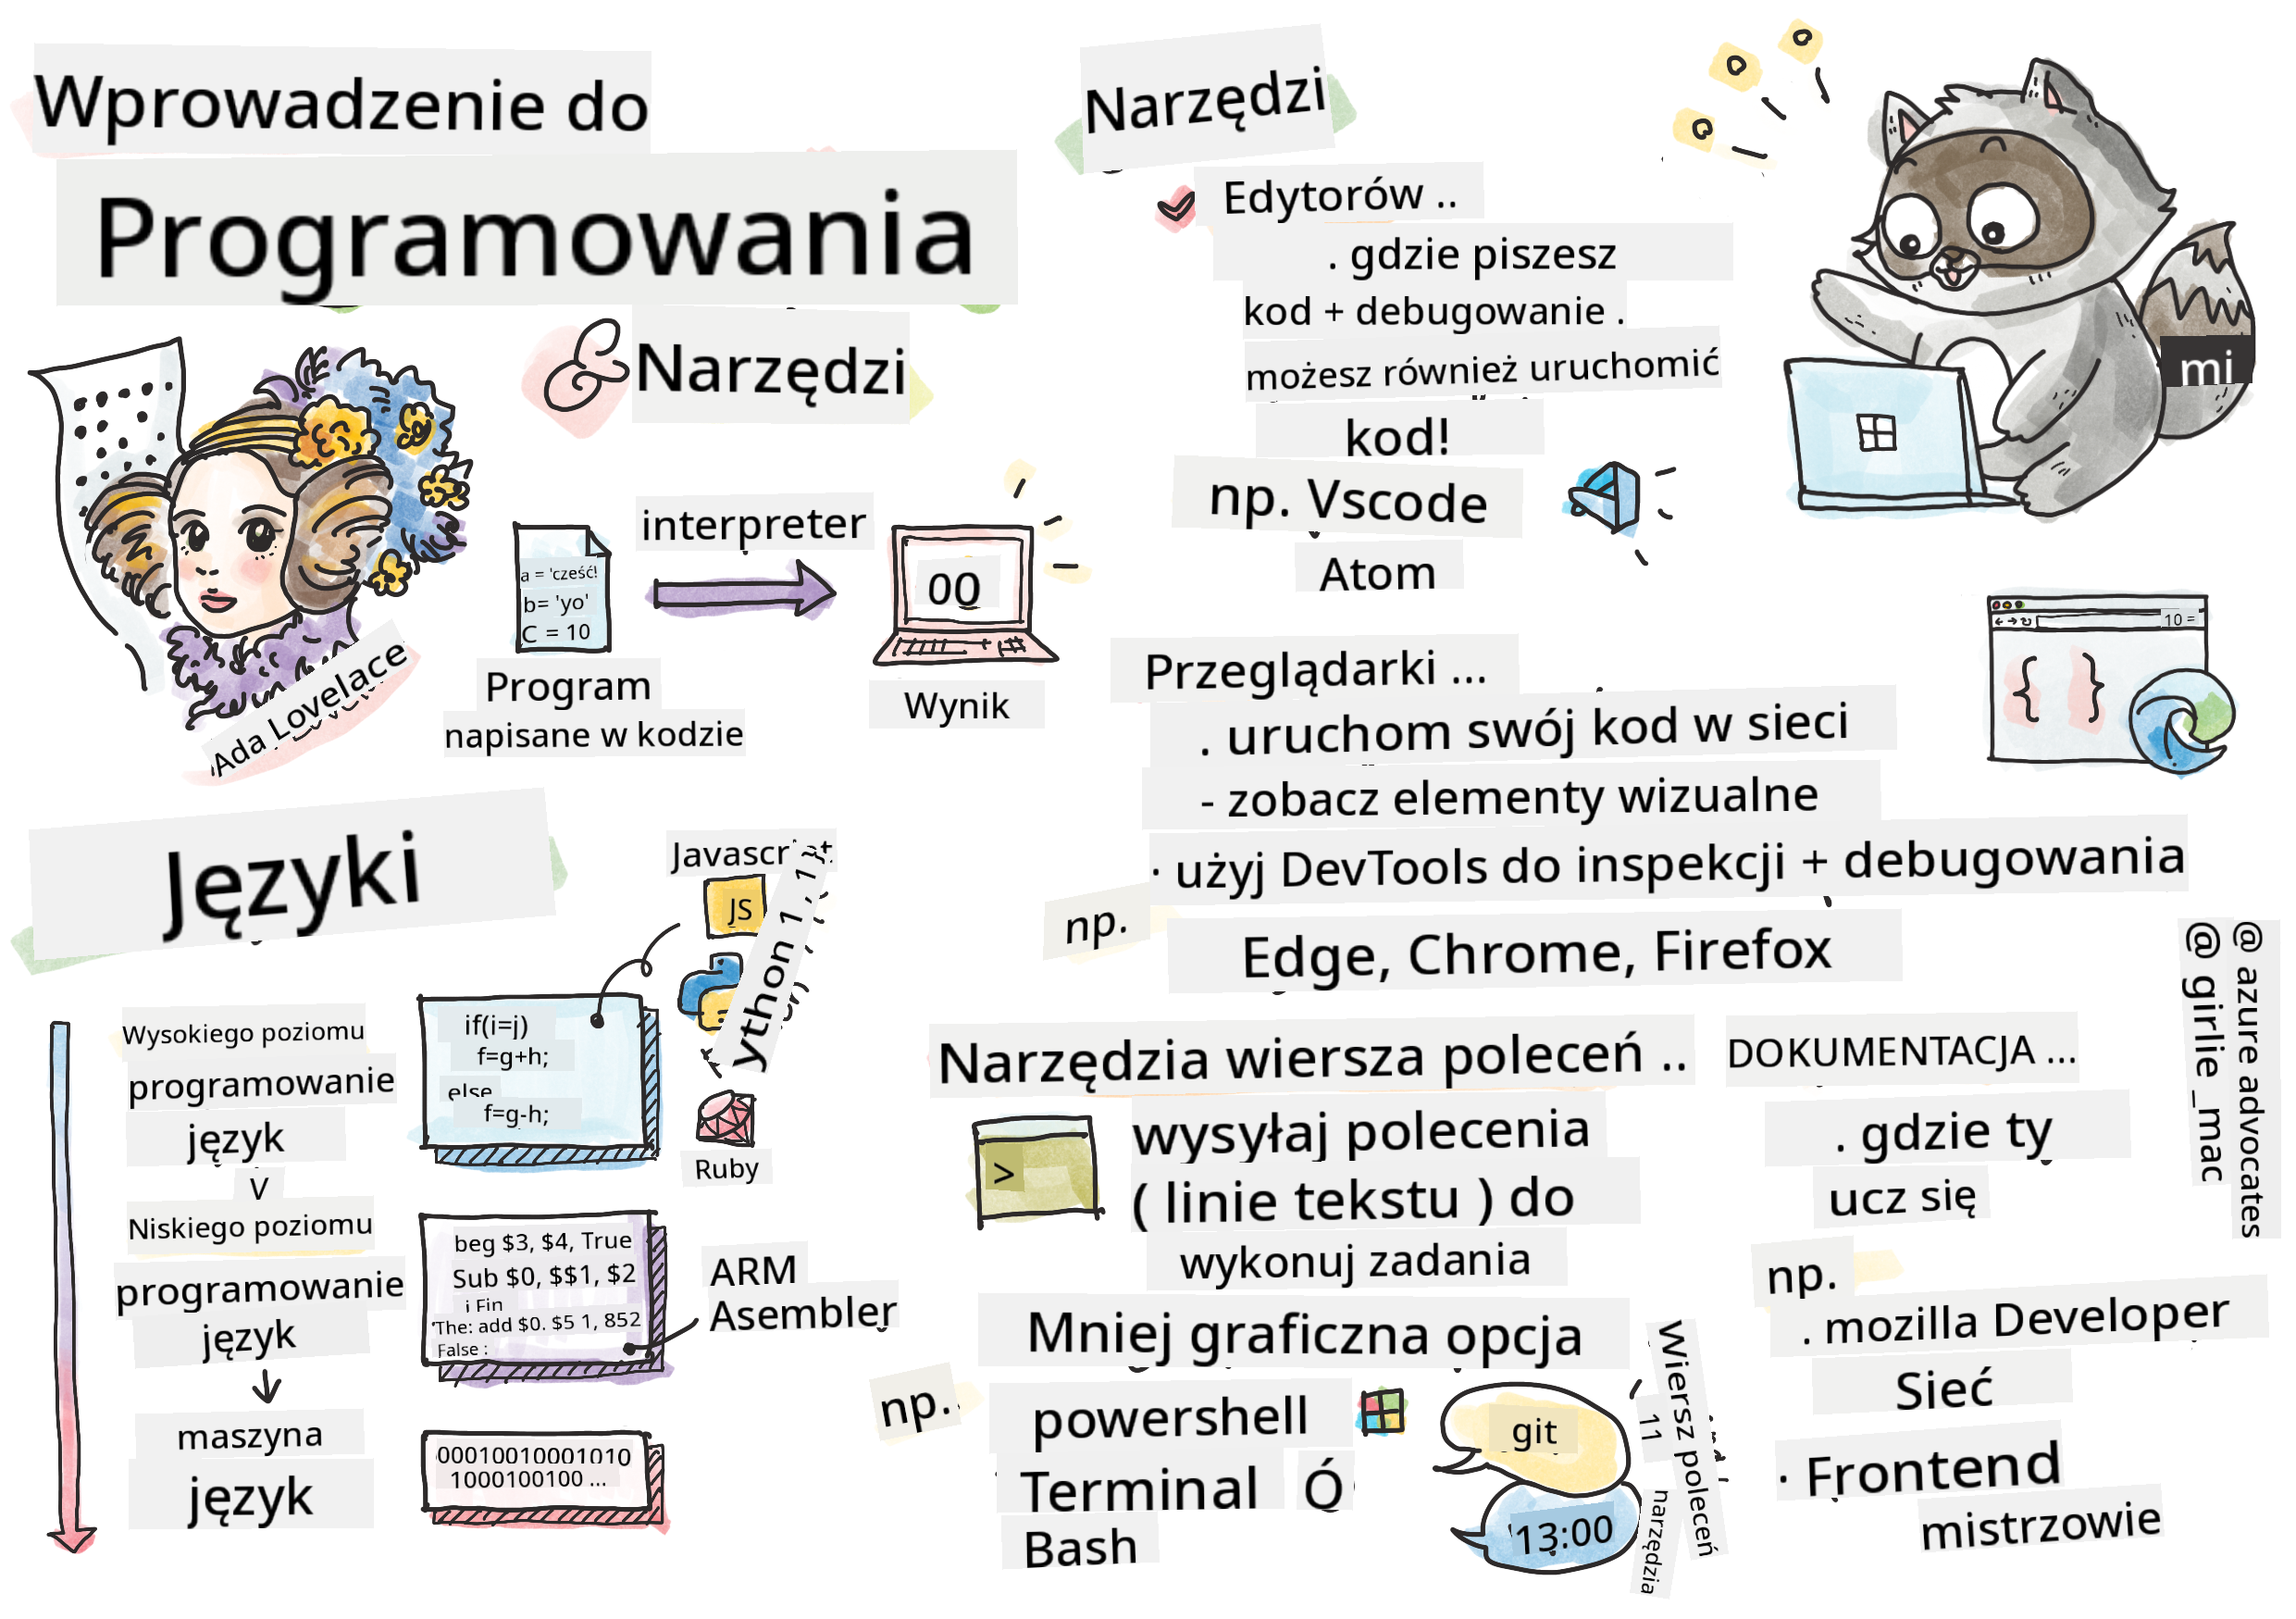 Wprowadzenie do
Programowania
& Narzędzi
Ada Lovelace
a = 'cześć!
b= 'yo'
C = 10
interpreter
00
Program
napisane w kodzie
Wynik
Języki
Wysokiego poziomu
programowanie
język
V
Niskiego poziomu
programowanie
język
maszyna
język
if(i=j)
f=g+h;
else
f=g-h;
Javascript
JS
ython 1, 1
Ruby
beg $3, $4, True
Sub $0, $$1, $2
j Fin
The: add $0. $5 1, 852
False :
ARM
Asembler
00010010001010
1000100100 ...
Narzędzi
Edytorów ..
. gdzie piszesz
kod + debugowanie .
możesz również uruchomić
kod!
np. Vscode
Atom
mi
Przeglądarki ...
. uruchom swój kod w sieci
- zobacz elementy wizualne
· użyj DevTools do inspekcji + debugowania
np.
Edge, Chrome, Firefox
10 =
{ }
Narzędzia wiersza poleceń ..
>
wysyłaj polecenia
( linie tekstu ) do
wykonuj zadania
Mniej graficzna opcja
np.
powershell
Terminal Ó
Bash
git
13:00
Wiersz poleceń
11
narzędzia
DOKUMENTACJA ...
. gdzie ty
ucz się
np.
. mozilla Developer
Sieć
· Frontend
mistrzowie
@ azure advocates
@ girlie_mac